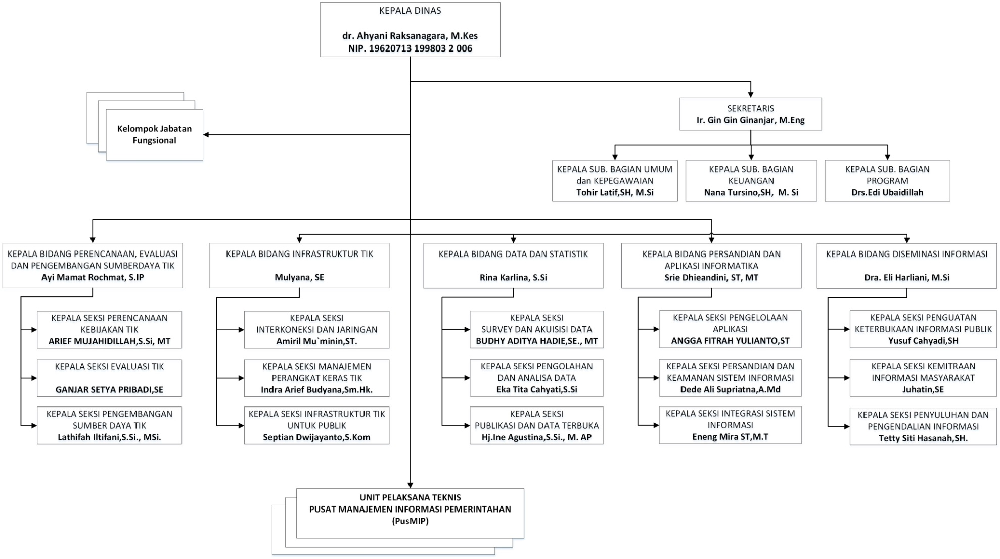 KEPALA DINAS
dr. Ahyani Raksanagara, M.Kes
NIP. 19620713 199803 2 006
SEKRETARIS
Ir. Gin Gin Ginanjar, M.Eng
Kelompok Jabatan
Fungsional
KEPALA SUB. BAGIAN UMUM
dan KEPEGAWAIAN
Tohir Latif,SH, M.Si
KEPALA SUB. BAGIAN
KEUANGAN
Nana Tursino,SH, M. Si
KEPALA SUB. BAGIAN
PROGRAM
Drs.Edi Ubaidillah
KEPALA BIDANG PERENCANAAN, EVALUASI
DAN PENGEMBANGAN SUMBERDAYA TIK
Ayi Mamat Rochmat, S.IP
KEPALA SEKSI PERENCANAAN
KEBIJAKAN TIK
ARIEF MUJAHIDILLAH,S.Si, MT
KEPALA SEKSI EVALUASI TIK
GANJAR SETYA PRIBADI,SE
KEPALA SEKSI PENGEMBANGAN
SUMBER DAYA TIK
Lathifah Iltifani,S.Si., MSi.
KEPALA BIDANG INFRASTRUKTUR TIK
Mulyana, SE
KEPALA SEKSI
INTERKONEKSI DAN JARINGAN
Amiril Mu`minin,ST.
KEPALA SEKSI MANAJEMEN
PERANGKAT KERAS TIK
Indra Arief Budyana,Sm.Hk.
KEPALA SEKSI INFRASTRUKTUR TIK
UNTUK PUBLIK
Septian Dwijayanto,S.Kom
KEPALA BIDANG DATA DAN STATISTIK
Rina Karlina, S.Si
KEPALA SEKSI
SURVEY DAN AKUISISI DATA
BUDHY ADITYA HADIE,SE., MT
KEPALA SEKSI PENGOLAHAN
DAN ANALISA DATA
Eka Tita Cahyati,S.Si
KEPALA SEKSI
PUBLIKASI DAN DATA TERBUKA
Hj.Ine Agustina,S.Si., M. AP
KEPALA BIDANG PERSANDIAN DAN
APLIKASI INFORMATIKA
Srie Dhieandini, ST, MT
KEPALA SEKSI PENGELOLAAN
APLIKASI
ANGGA FITRAH YULIANTO,ST
KEPALA SEKSI PERSANDIAN DAN
KEAMANAN SISTEM INFORMASI
Dede Ali Supriatna,A.Md
KEPALA SEKSI INTEGRASI SISTEM
INFORMASI
Eneng Mira ST,M.T
KEPALA BIDANG DISEMINASI INFORMASI
Dra. Eli Harliani, M.Si
KEPALA SEKSI PENGUATAN
KETERBUKAAN INFORMASI PUBLIK
Yusuf Cahyadi,SH
KEPALA SEKSI KEMITRAAN
INFORMASI MASYARAKAT
Juhatin,SE
KEPALA SEKSI PENYULUHAN DAN
PENGENDALIAN INFORMASI
Tetty Siti Hasanah,SH.
UNIT PELAKSANA TEKNIS
PUSAT MANAJEMEN INFORMASI PEMERINTAHAN
(PusMIP)